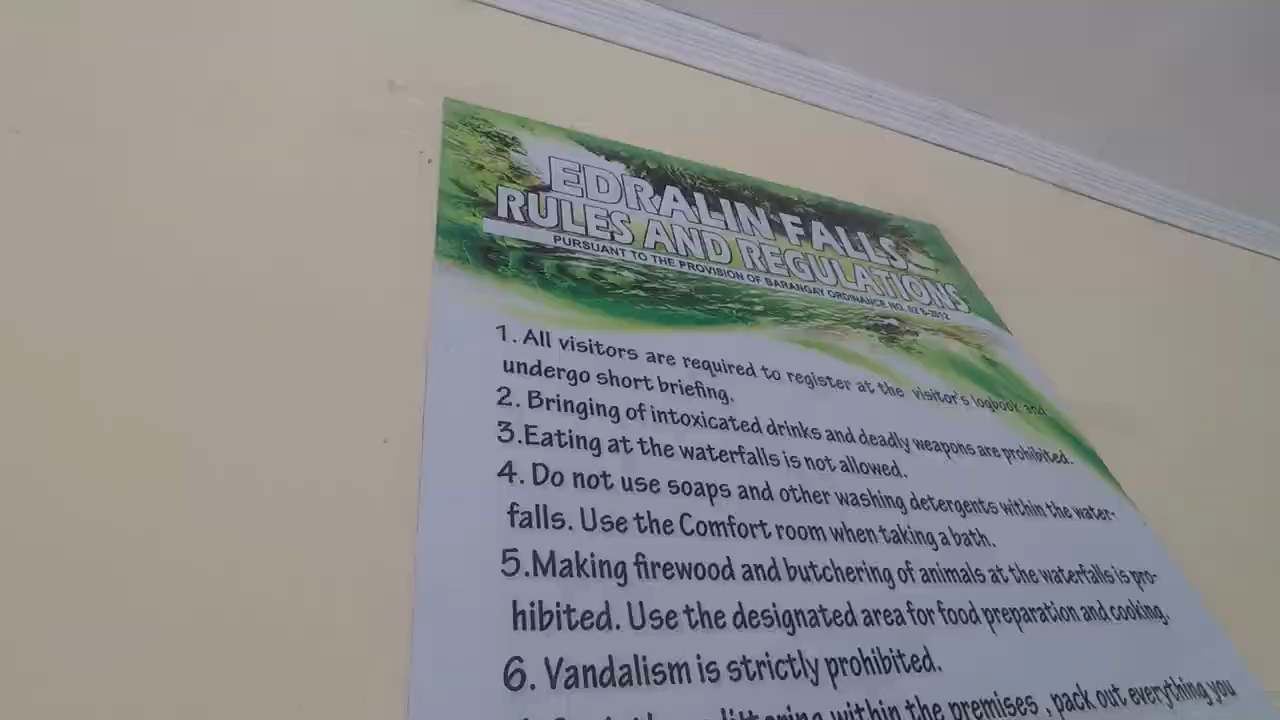 EDRALIN FALLS
RULES AND REGULATIONS
PURSUANT TO THE PROVISION OF BARANGAY ORDINANCE NO.
1. All visitors are required to register at the visitor's logbook and
undergo short briefing.
2. Bringing of intoxicated drinks and deadly weapons are prohibited.
3.Eating at the waterfalls is not allowed.
4. Do not use soaps and other washing detergents within the water-
falls. Use the Comfort room when taking a bath.
5.Making firewood and butchering of animals at the waterfalls is pro-
hibited. Use the designated area for food preparation and cooking.
6. Vandalism is strictly prohibited.
littering within the premises , pack out everything you